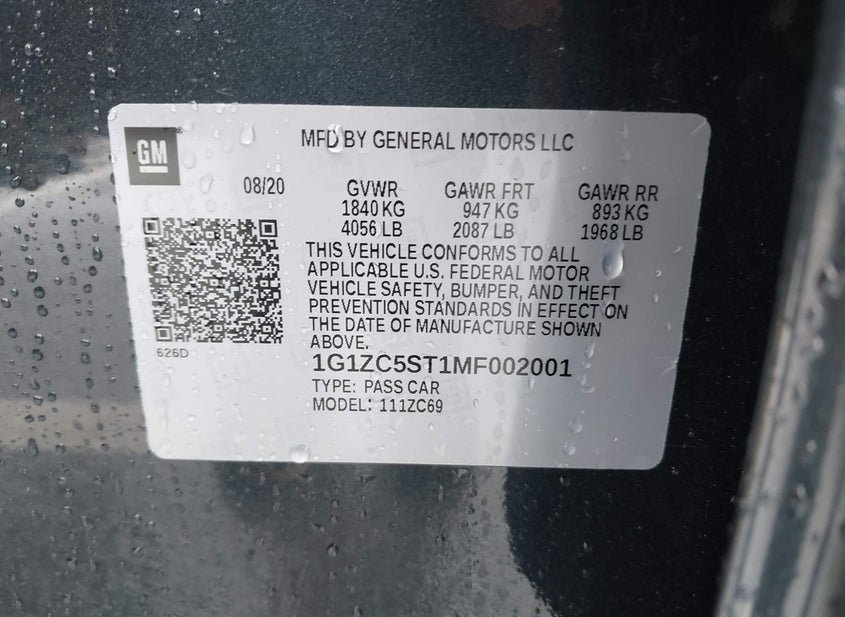 GM
MFD BY GENERAL MOTORS LLC
08/20 GVWR GAWR FRT GAWR RR
1840 KG 947 KG 893 KG
4056 LB 2087 LB 1968 LB
THIS VEHICLE CONFORMS TO ALL
APPLICABLE U.S. FEDERAL MOTOR
VEHICLE SAFETY, BUMPER, AND THEFT
PREVENTION STANDARDS IN EFFECT ON
THE DATE OF MANUFACTURE SHOWN
ABOVE.
626D
1G1ZC5ST1MF002001
TYPE: PASS CAR
MODEL: 111ZC69